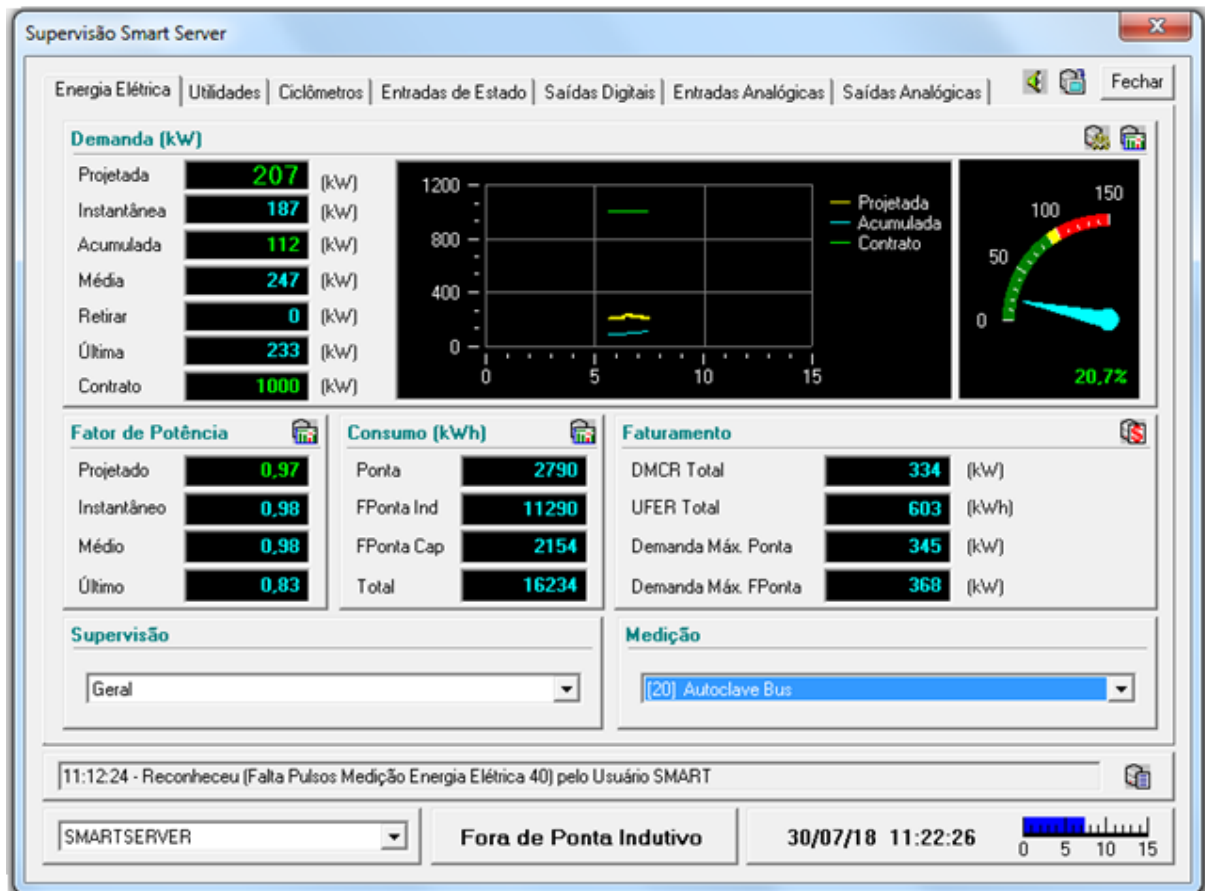 Supervisão Smart Server
Energia Elétrica Utilidades Ciclômetros Entradas de Estado Saídas Digitais Entradas Analógicas Saídas Analógicas Fechar
Demanda (kW)
Projetada 207 (kW)
Instantânea 187 (kW)
Acumulada 112 (kW)
Média 247 (kW)
Retirar 0 (kW)
Última 233 (kW)
Contrato 1000 (kW)
1200
800
400
0
0 5 10 15
Projetada
Acumulada
Contrato
0 50 100 150
20,7%
Fator de Potência
Projetado 0,97
Instantâneo 0,98
Médio 0,98
Último 0,83
Consumo (kWh)
Ponta 2790
FPonta Ind 11290
FPonta Cap 2154
Total 16234
Faturamento
DMCR Total 334 (kW)
UFER Total 603 (kWh)
Demanda Máx. Ponta 345 (kW)
Demanda Máx. FPonta 368 (kW)
Supervisão
Geral
Medição
[20] Autoclave Bus
11:12:24 - Reconheceu (Falta Pulsos Medição Energia Elétrica 40) pelo Usuário SMART
SMARTSERVER Fora de Ponta Indutivo 30/07/18 11:22:26
0 5 10 15